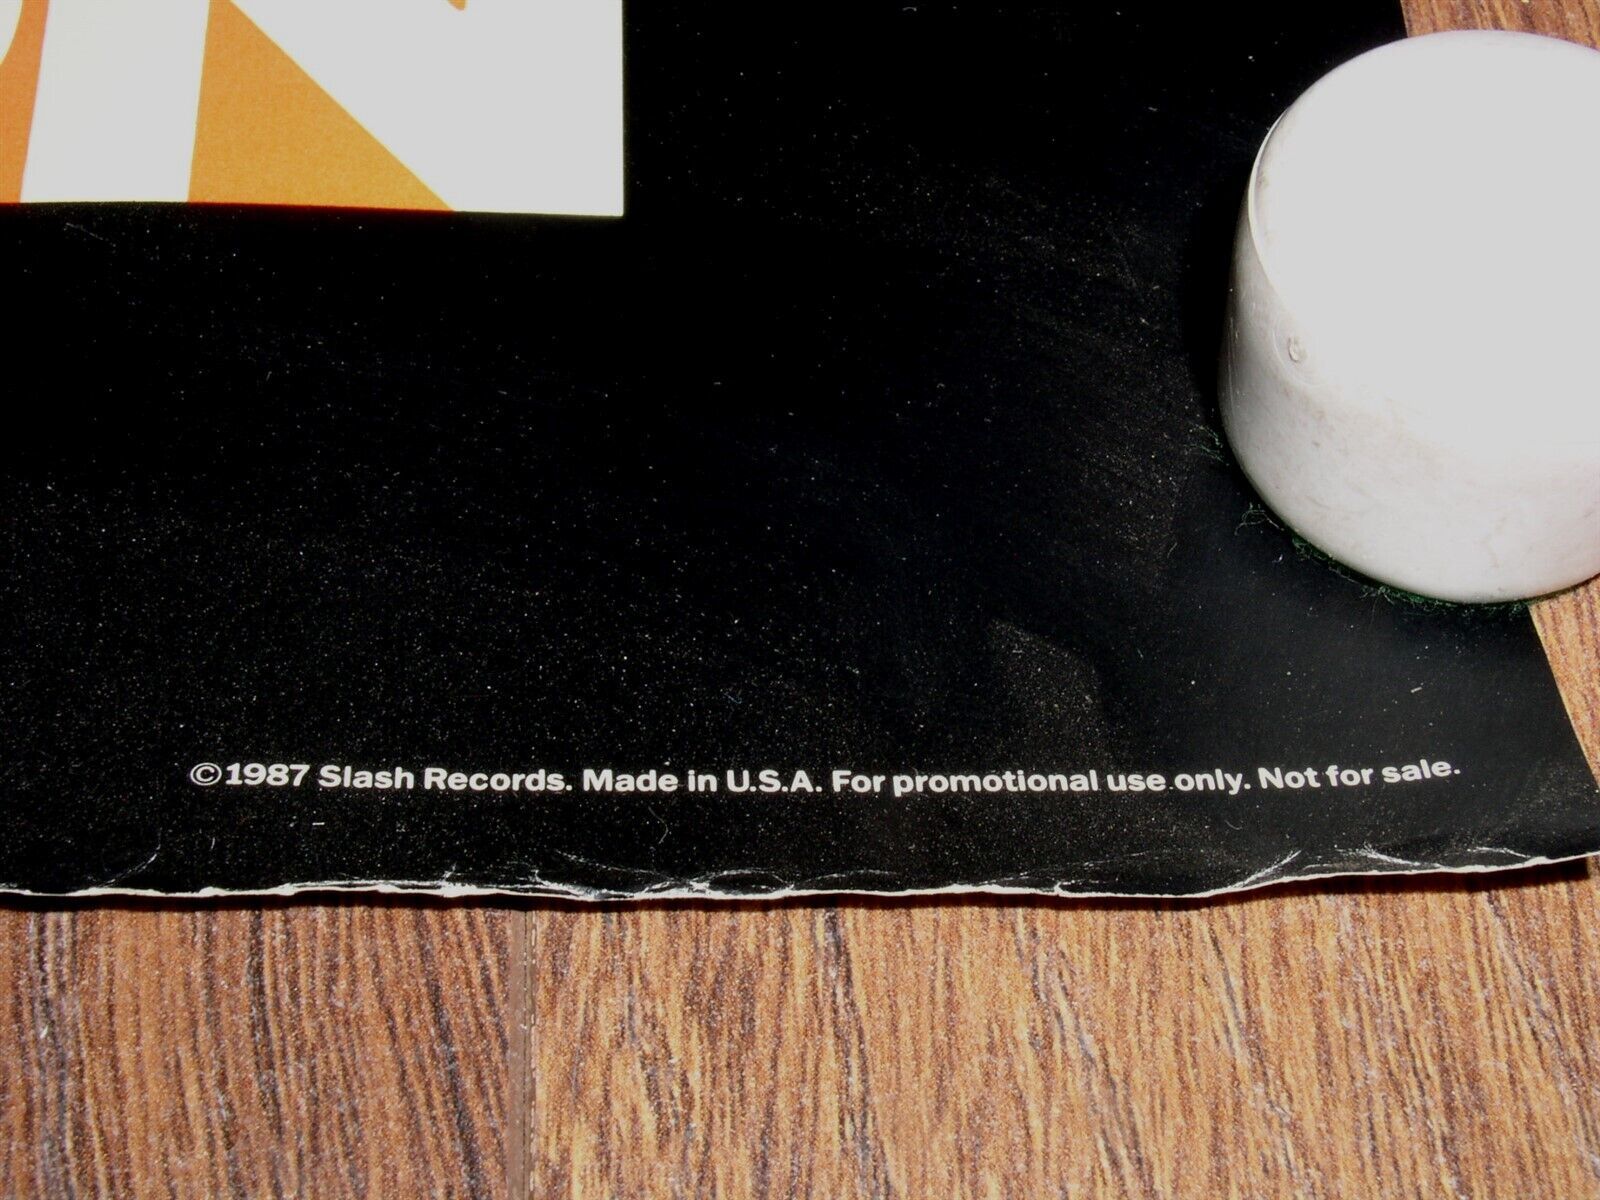 N
©1987 Slash Records. Made in U.S.A. For promotional use only. Not for sale.